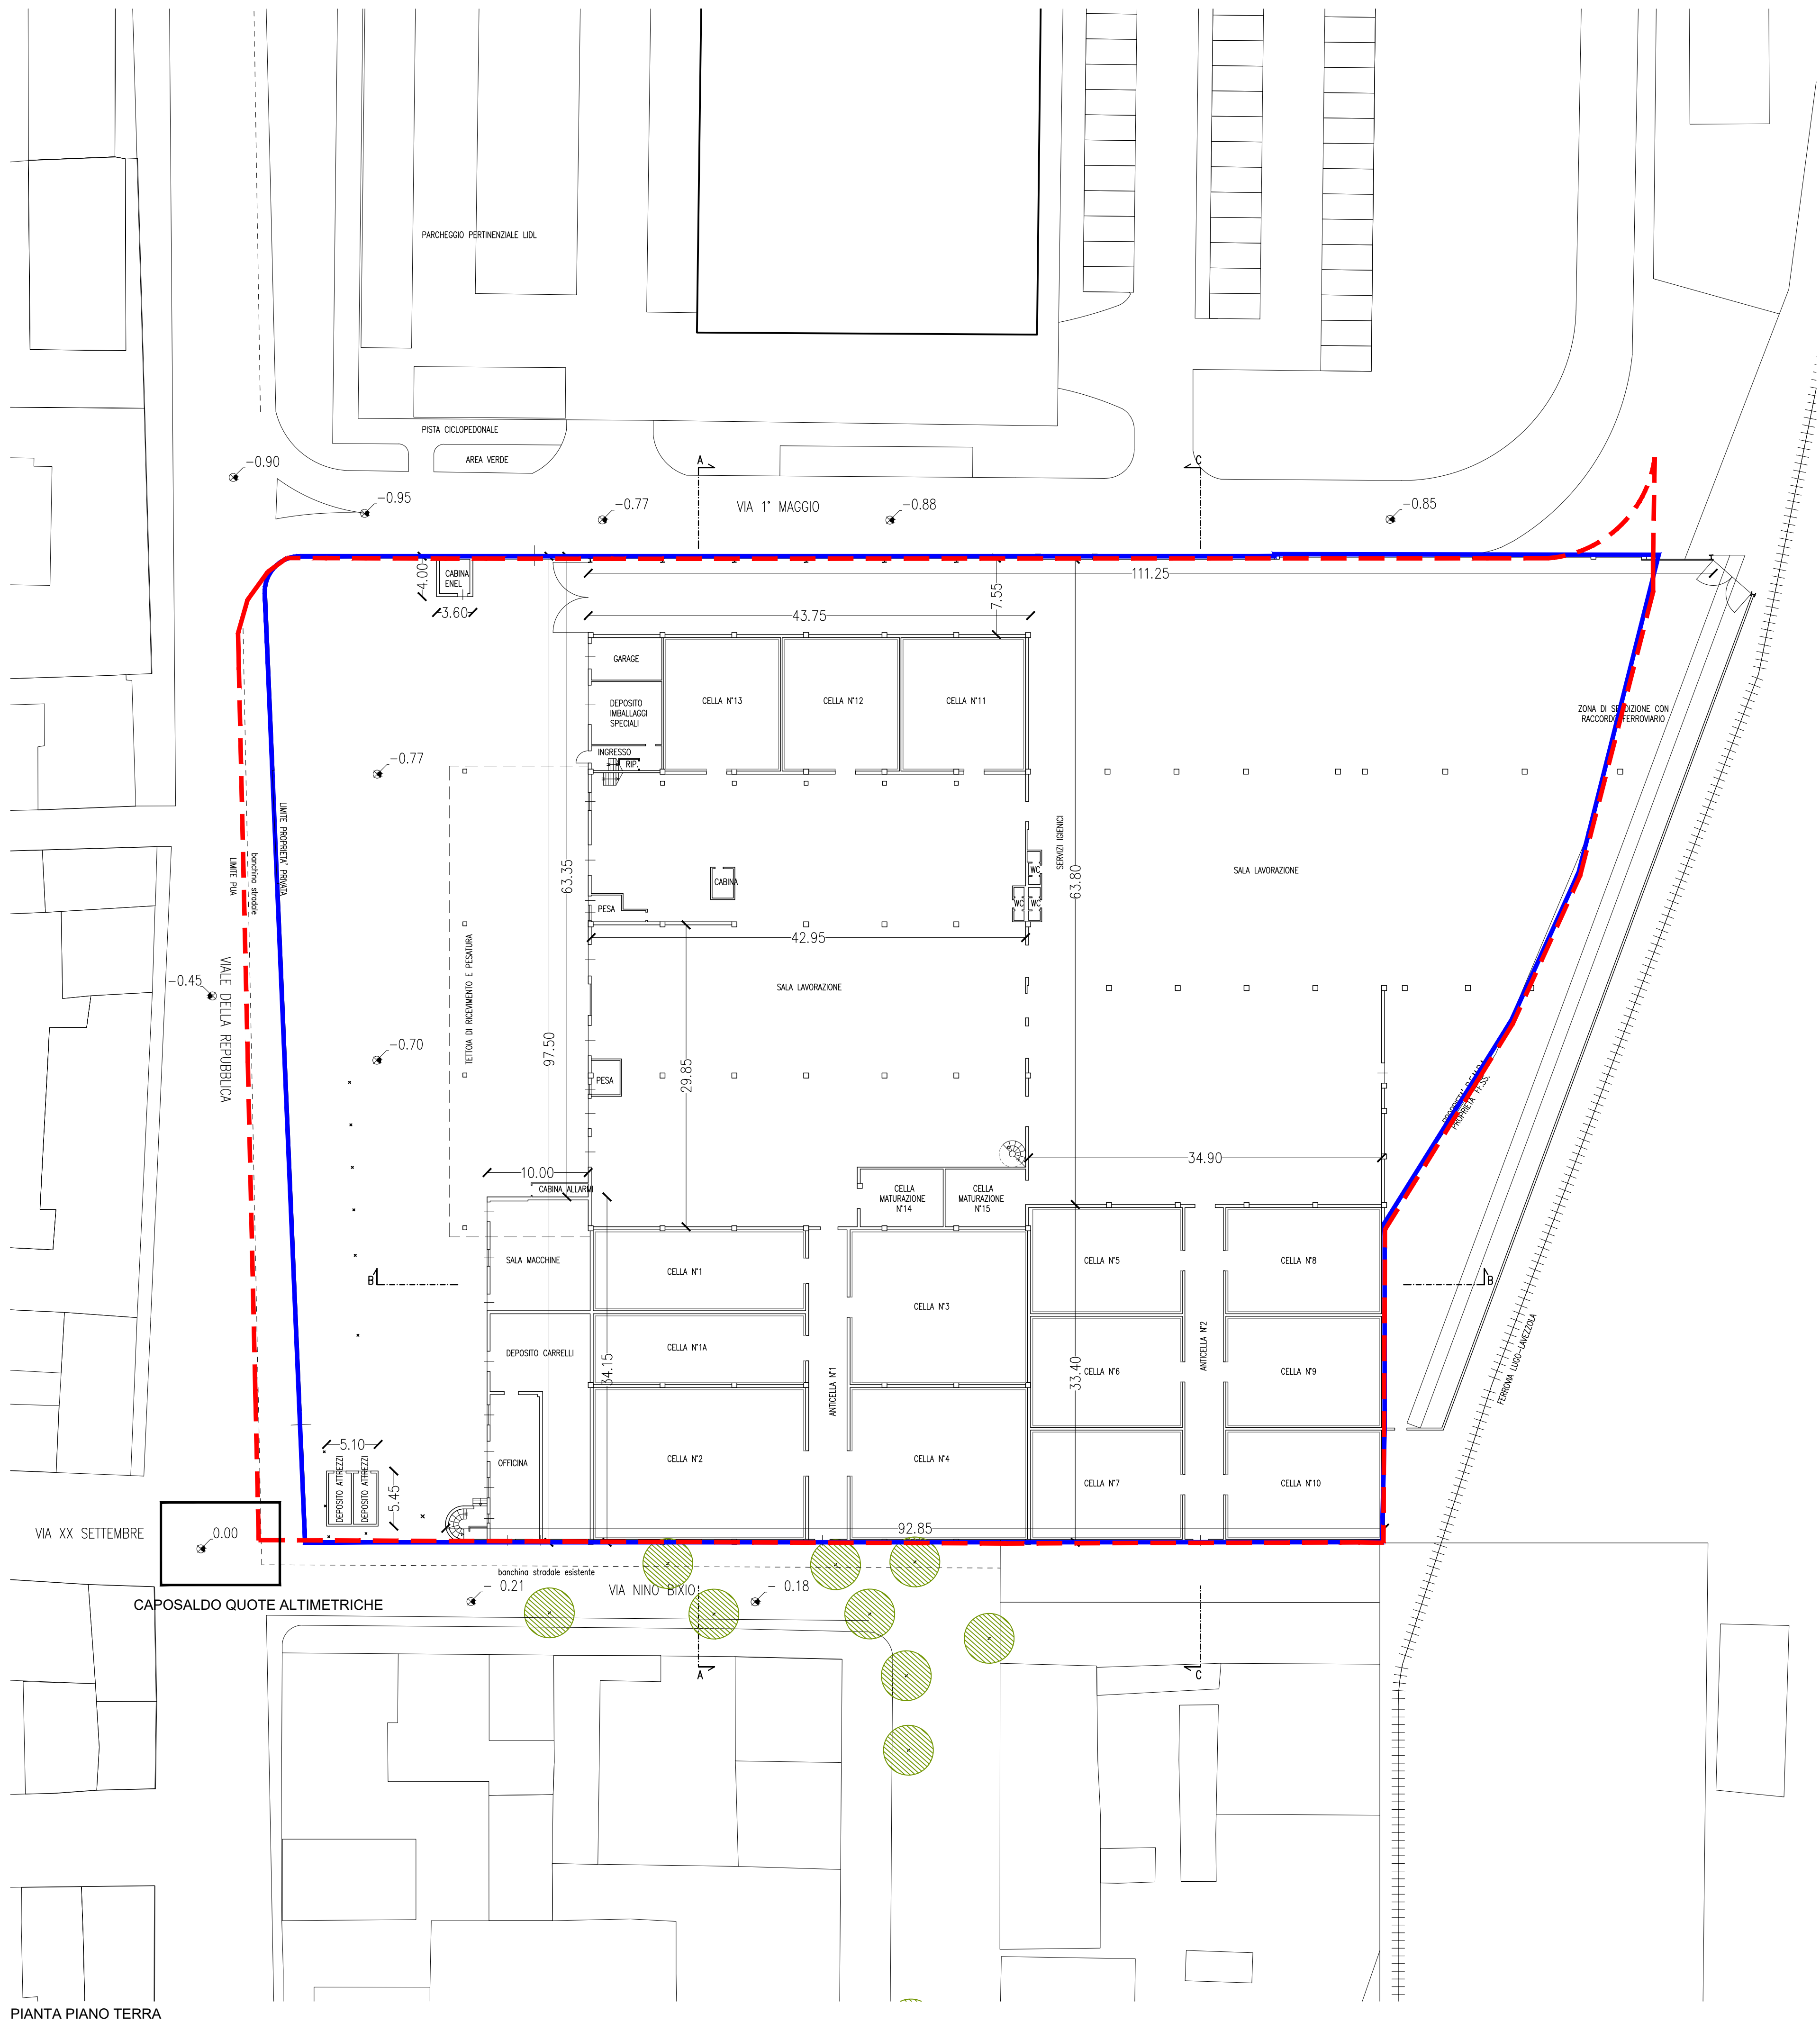 PARCHEGGIO PERTINENZIALE LIDL
PISTA CICLOPEDONALE
AREA VERDE
-0.90
-0.95
A
C
-0.77
VIA 1° MAGGIO
-0.88
-0.85
CABINA
ENEL
4.00
3.60
111.25
7.55
43.75
GARAGE
DEPOSITO
IMBALLAGGI
SPECIALI
CELLA N°13
CELLA N°12
CELLA N°11
ZONA DI SPEDIZIONE CON
RACCORDO FERROVIARIO
INGRESSO
RIP.
-0.77
LIMITE PROPRIETA' PRIVATA
banchina stradale
LIMITE PUA
63.35
CABINA
SERVIZI IGIENICI
WC
WC
WC
63.80
SALA LAVORAZIONE
PESA
42.95
TETTOIA DI RICEVIMENTO E PESATURA
SALA LAVORAZIONE
-0.45
VIALE DELLA REPUBBLICA
-0.70
97.50
PESA
29.85
PROPRIETA' FF.SS.
10.00
34.90
CABINA ALLARMI
CELLA
MATURAZIONE
N°14
CELLA
MATURAZIONE
N°15
SALA MACCHINE
CELLA N°1
CELLA N°5
CELLA N°8
B
B
CELLA N°3
DEPOSITO CARRELLI
CELLA N°1A
34.15
ANTICELLA N°1
33.40
CELLA N°6
ANTICELLA N°2
CELLA N°9
FERROVIA LUGO-LAVEZZOLA
5.10
DEPOSITO ATTREZZI
DEPOSITO ATTREZZI
5.45
OFFICINA
CELLA N°2
CELLA N°4
CELLA N°7
CELLA N°10
VIA XX SETTEMBRE
0.00
92.85
banchina stradale esistente
CAPOSALDO QUOTE ALTIMETRICHE
- 0.21
VIA NINO BIXIO
- 0.18
A
C
PIANTA PIANO TERRA